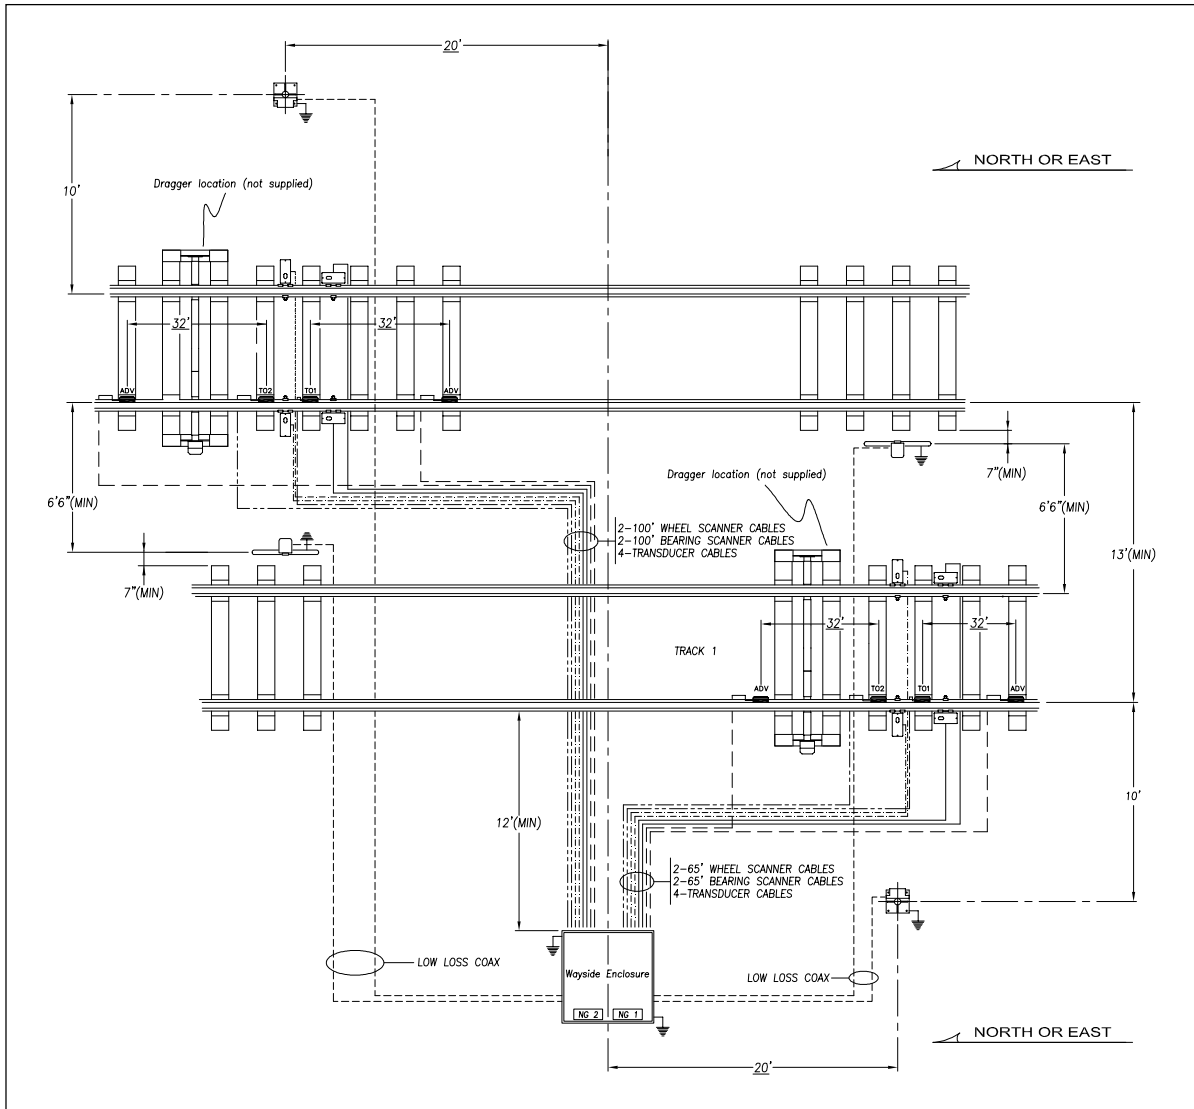 20'
NORTH OR EAST
10'
Dragger location (not supplied)
32'
32'
ADV
TO2
TO1
ADV
Dragger location (not supplied)
7"(MIN)
6'6"(MIN)
6'6"(MIN)
2-100' WHEEL SCANNER CABLES
2-100' BEARING SCANNER CABLES
4-TRANSDUCER CABLES
13'(MIN)
7"(MIN)
32'
32'
TRACK 1
ADV
TO2
TO1
ADV
12'(MIN)
10'
2-65' WHEEL SCANNER CABLES
2-65' BEARING SCANNER CABLES
4-TRANSDUCER CABLES
LOW LOSS COAX
Wayside Enclosure
LOW LOSS COAX
NG 2
NG 1
NORTH OR EAST
20'